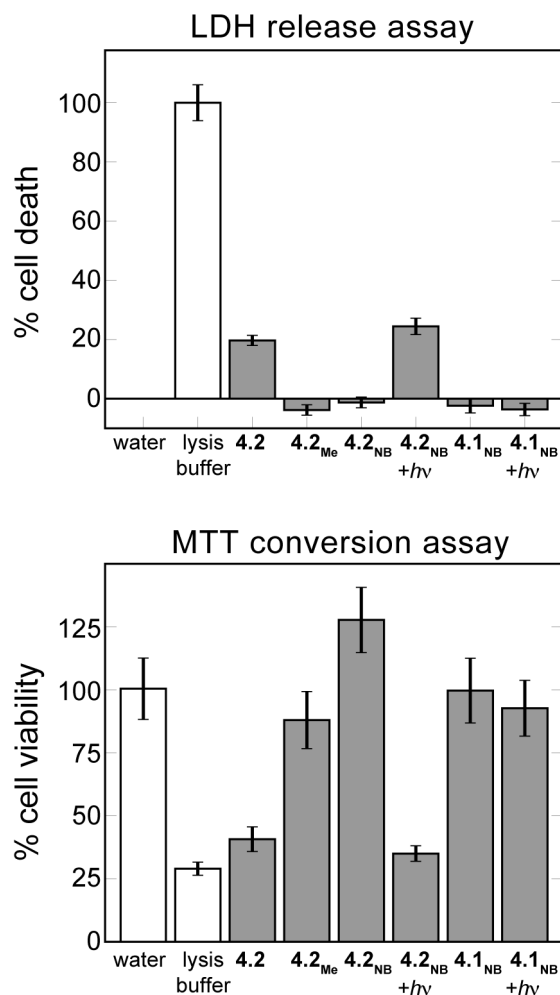 LDH release assay
% cell death
100
80
60
40
20
0
water lysis buffer 4.2 4.2Me 4.2NB 4.2NB +hν 4.1NB 4.1NB +hν
MTT conversion assay
% cell viability
125
100
75
50
25
0
water lysis buffer 4.2 4.2Me 4.2NB 4.2NB +hν 4.1NB 4.1NB +hν